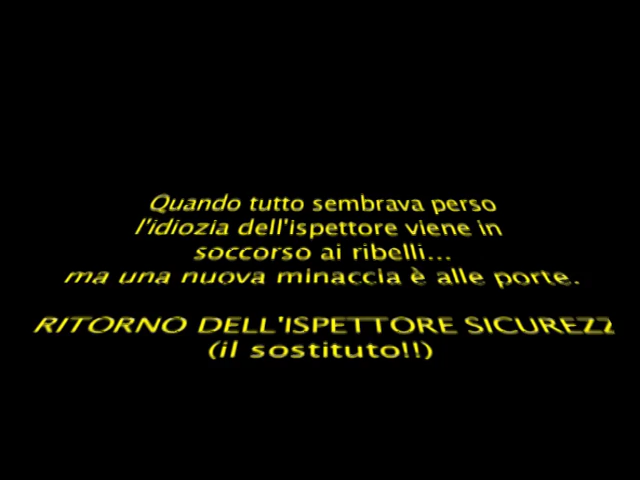 Quando tutto sembrava perso
l'idiozia dell'ispettore viene in
soccorso ai ribelli...
ma una nuova minaccia è alle porte.
RITORNO DELL'ISPETTORE SICUREZZ
(il sostituto!!)